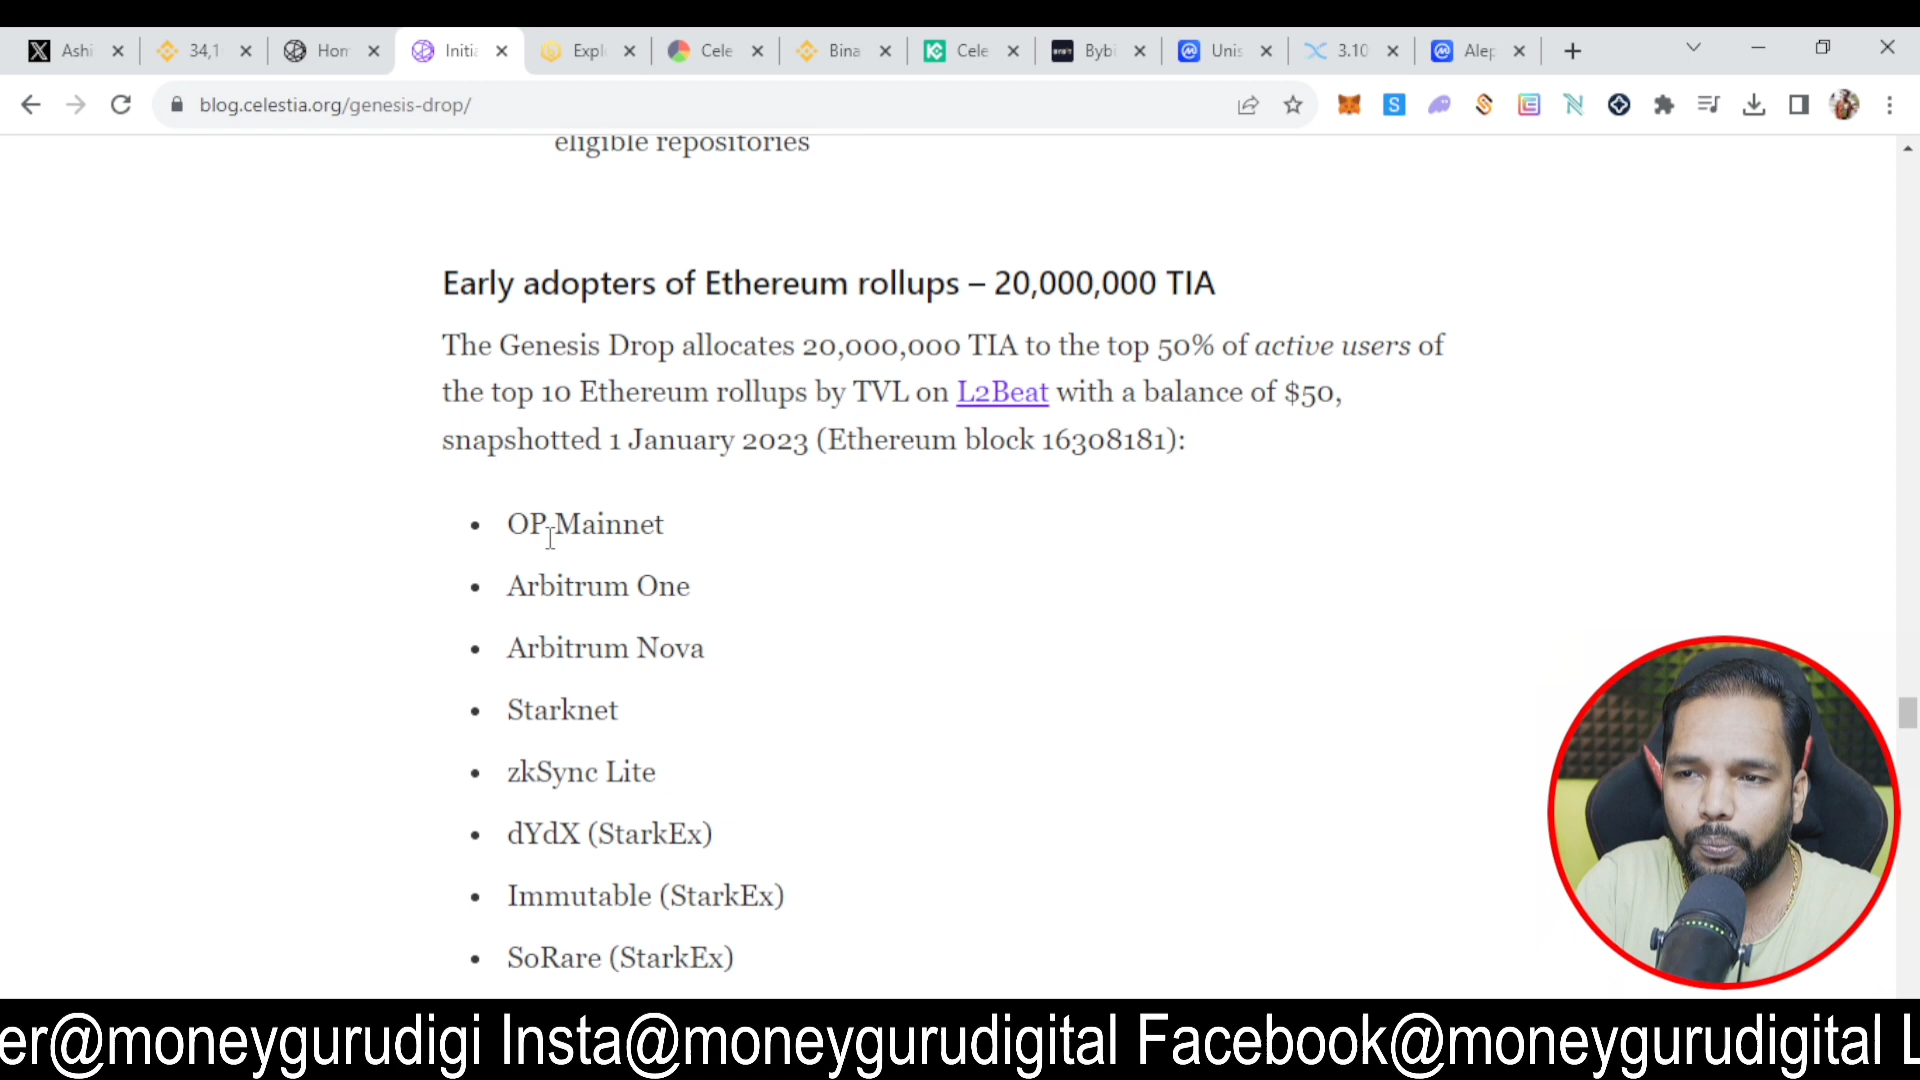 Ashi
34,1
Hom
Initia
Expl
Cele
Bina
Cele
Bybi
Unis
3.10
Alep
blog.celestia.org/genesis-drop/
eligible repositories
Early adopters of Ethereum rollups – 20,000,000 TIA
The Genesis Drop allocates 20,000,000 TIA to the top 50% of active users of
the top 10 Ethereum rollups by TVL on L2Beat with a balance of $50,
snapshotted 1 January 2023 (Ethereum block 16308181):
• OP Mainnet
• Arbitrum One
• Arbitrum Nova
• Starknet
• zkSync Lite
• dYdX (StarkEx)
• Immutable (StarkEx)
• SoRare (StarkEx)
er@moneygurudigi Insta@moneygurudigital Facebook@moneygurudigital L